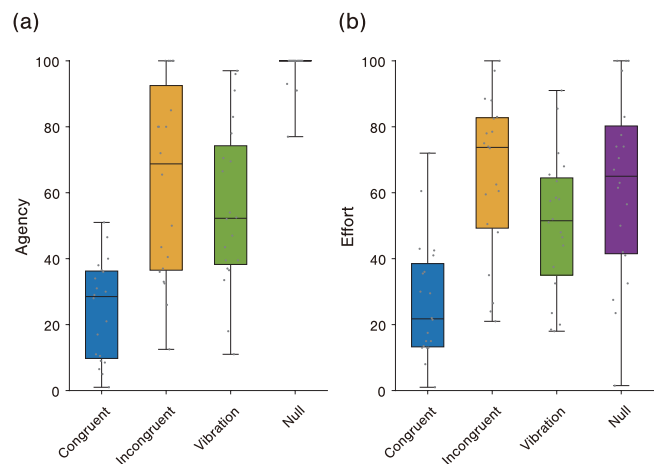 (a)
(b)
Agency
100
80
60
40
20
0
Congruent
Incongruent
Vibration
Null
Effort
100
80
60
40
20
0
Congruent
Incongruent
Vibration
Null